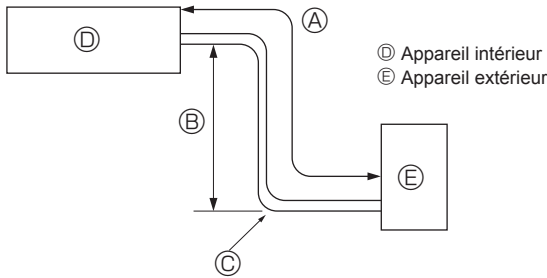 Ⓐ
Ⓓ
Ⓓ Appareil intérieur
Ⓔ Appareil extérieur
Ⓑ
Ⓔ
Ⓒ